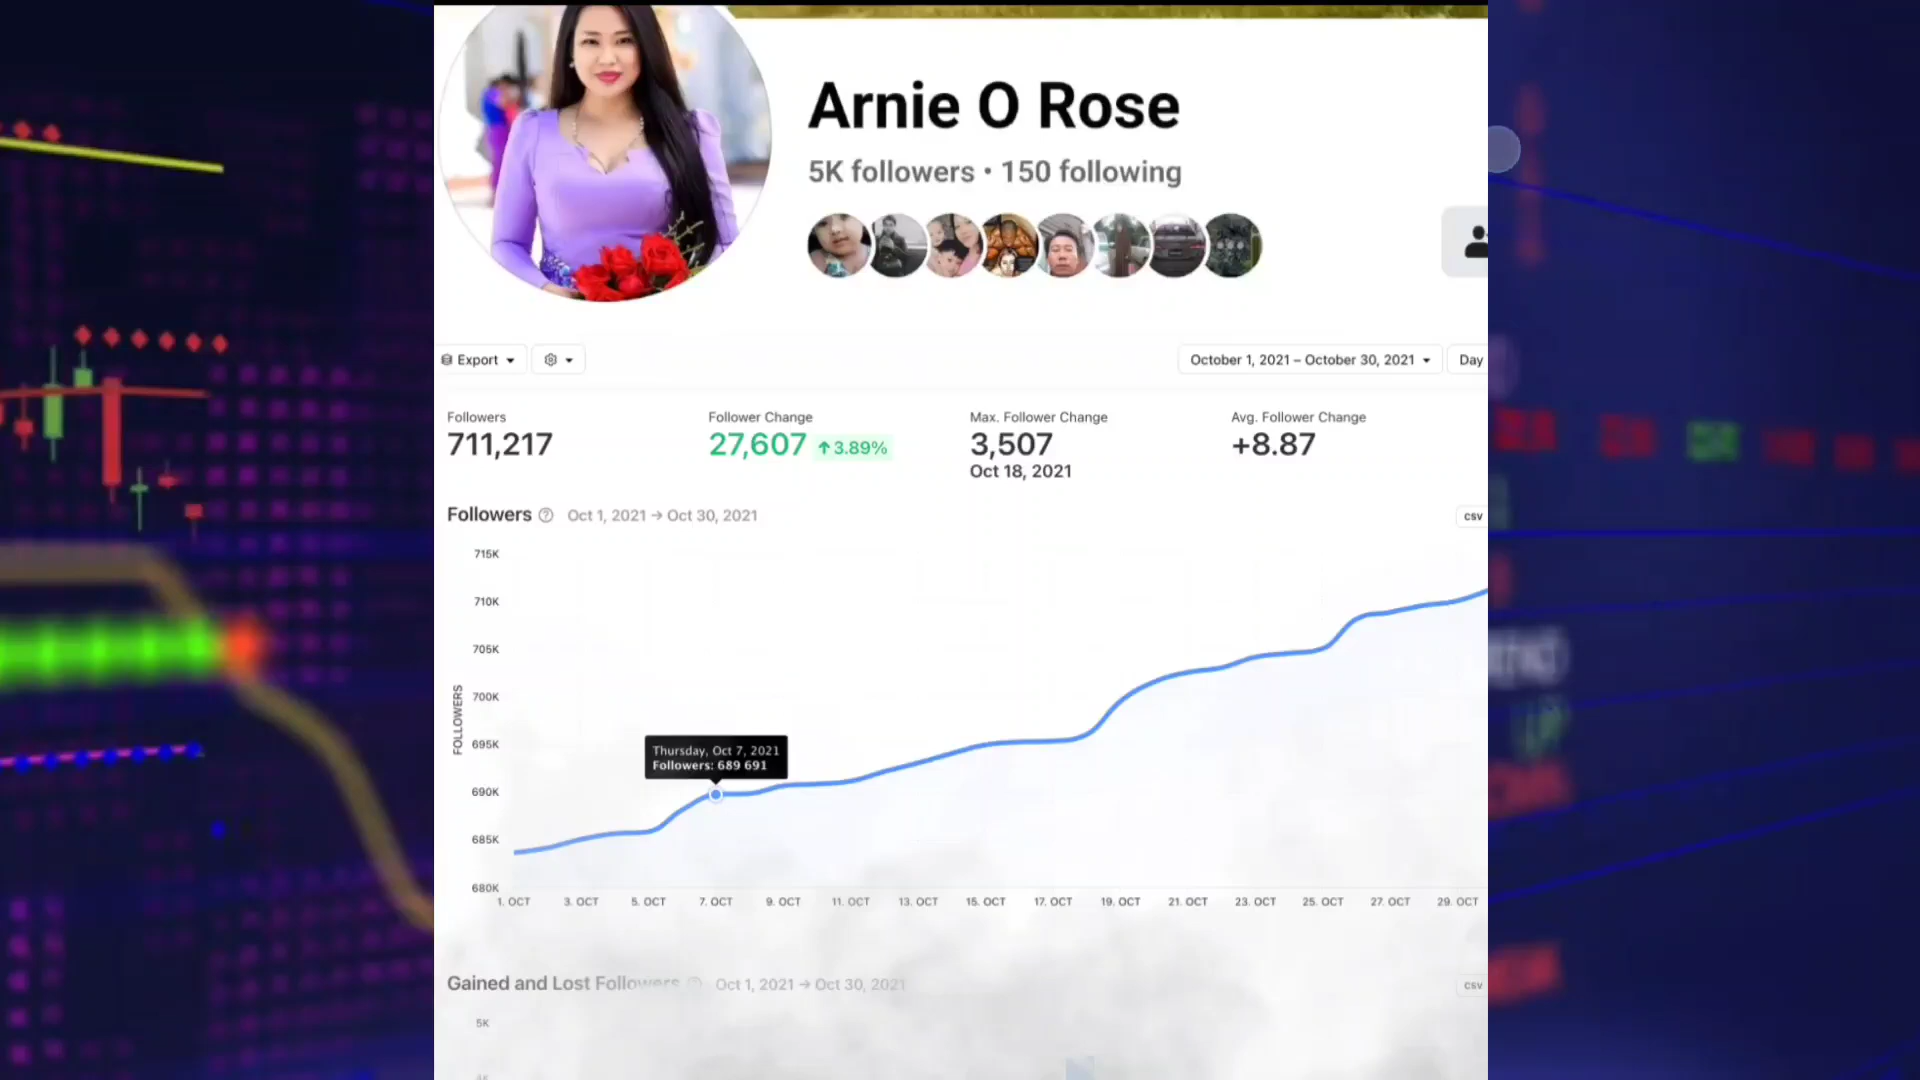 Arnie O Rose
5K followers • 150 following
Export
October 1, 2021 – October 30, 2021
Day
Followers
711,217
Follower Change
27,607 ↑3.89%
Max. Follower Change
3,507
Oct 18, 2021
Avg. Follower Change
+8.87
Followers ? Oct 1, 2021 → Oct 30, 2021
CSV
715K
710K
705K
700K
695K
690K
685K
680K
FOLLOWERS
Thursday, Oct 7, 2021
Followers: 689 691
1. OCT 3. OCT 5. OCT 7. OCT 9. OCT 11. OCT 13. OCT 15. OCT 17. OCT 19. OCT 21. OCT 23. OCT 25. OCT 27. OCT 29. OCT
Gained and Lost Followers Oct 1, 2021 → Oct 30, 2021
CSV
5K